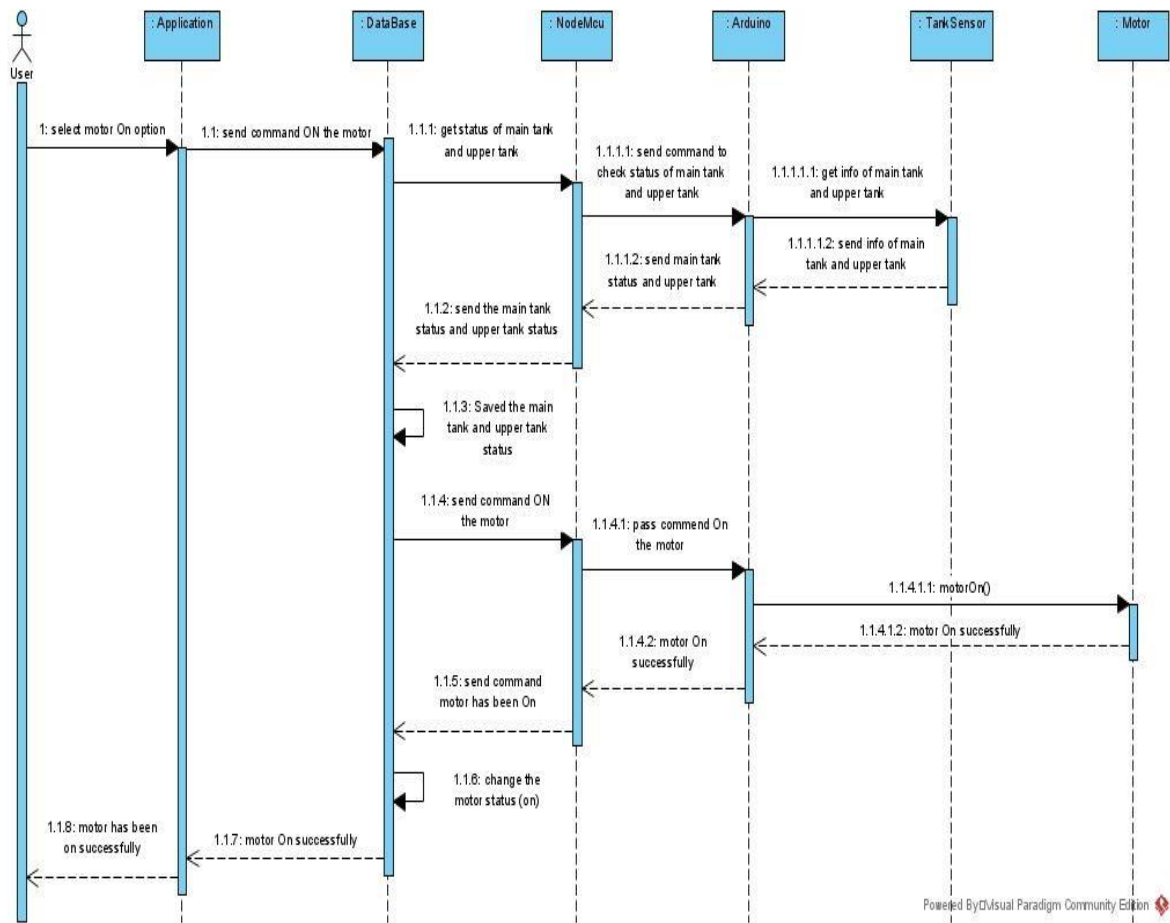 : Application
: DataBase
: NodeMcu
: Arduino
: TankSensor
: Motor
User
1: select motor On option
1.1: send command ON the motor
1.1.1: get status of main tank
and upper tank
1.1.1.1: send command to
check status of main tank
and upper tank
1.1.1.1.1: get info of main tank
and upper tank
1.1.1.1.2: send info of main
tank and upper tank
1.1.1.2: send main tank
status and upper tank
1.1.2: send the main tank
status and upper tank status
1.1.3: Saved the main
tank and upper tank
status
1.1.4: send command ON
the motor
1.1.4.1: pass commend On
the motor
1.1.4.1.1: motorOn()
1.1.4.1.2: motor On successfully
1.1.4.2: motor On
successfully
1.1.5: send command
motor has been On
1.1.6: change the
motor status (on)
1.1.7: motor On successfully
1.1.8: motor has been
on successfully
Powered By□Visual Paradigm Community Edition